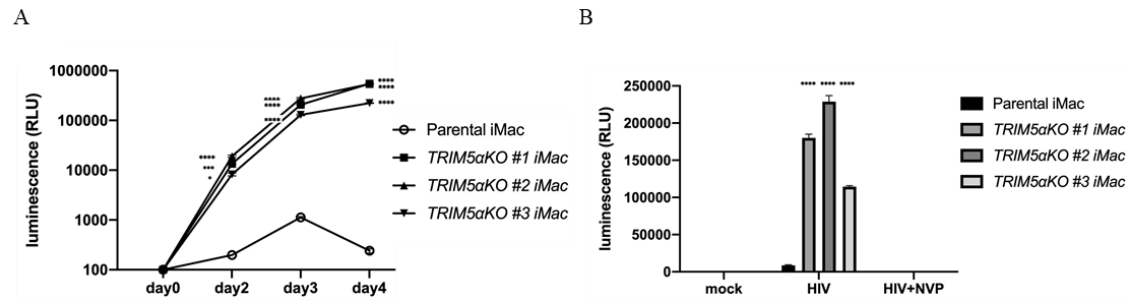 A
luminescence (RLU)
1000000
100000
10000
1000
100
day0 day2 day3 day4
****
***
*
****
****
****
****
****
****
Parental iMac
TRIM5αKO #1 iMac
TRIM5αKO #2 iMac
TRIM5αKO #3 iMac
B
luminescence (RLU)
250000
200000
150000
100000
50000
0
mock HIV HIV+NVP
**** **** ****
Parental iMac
TRIM5αKO #1 iMac
TRIM5αKO #2 iMac
TRIM5αKO #3 iMac